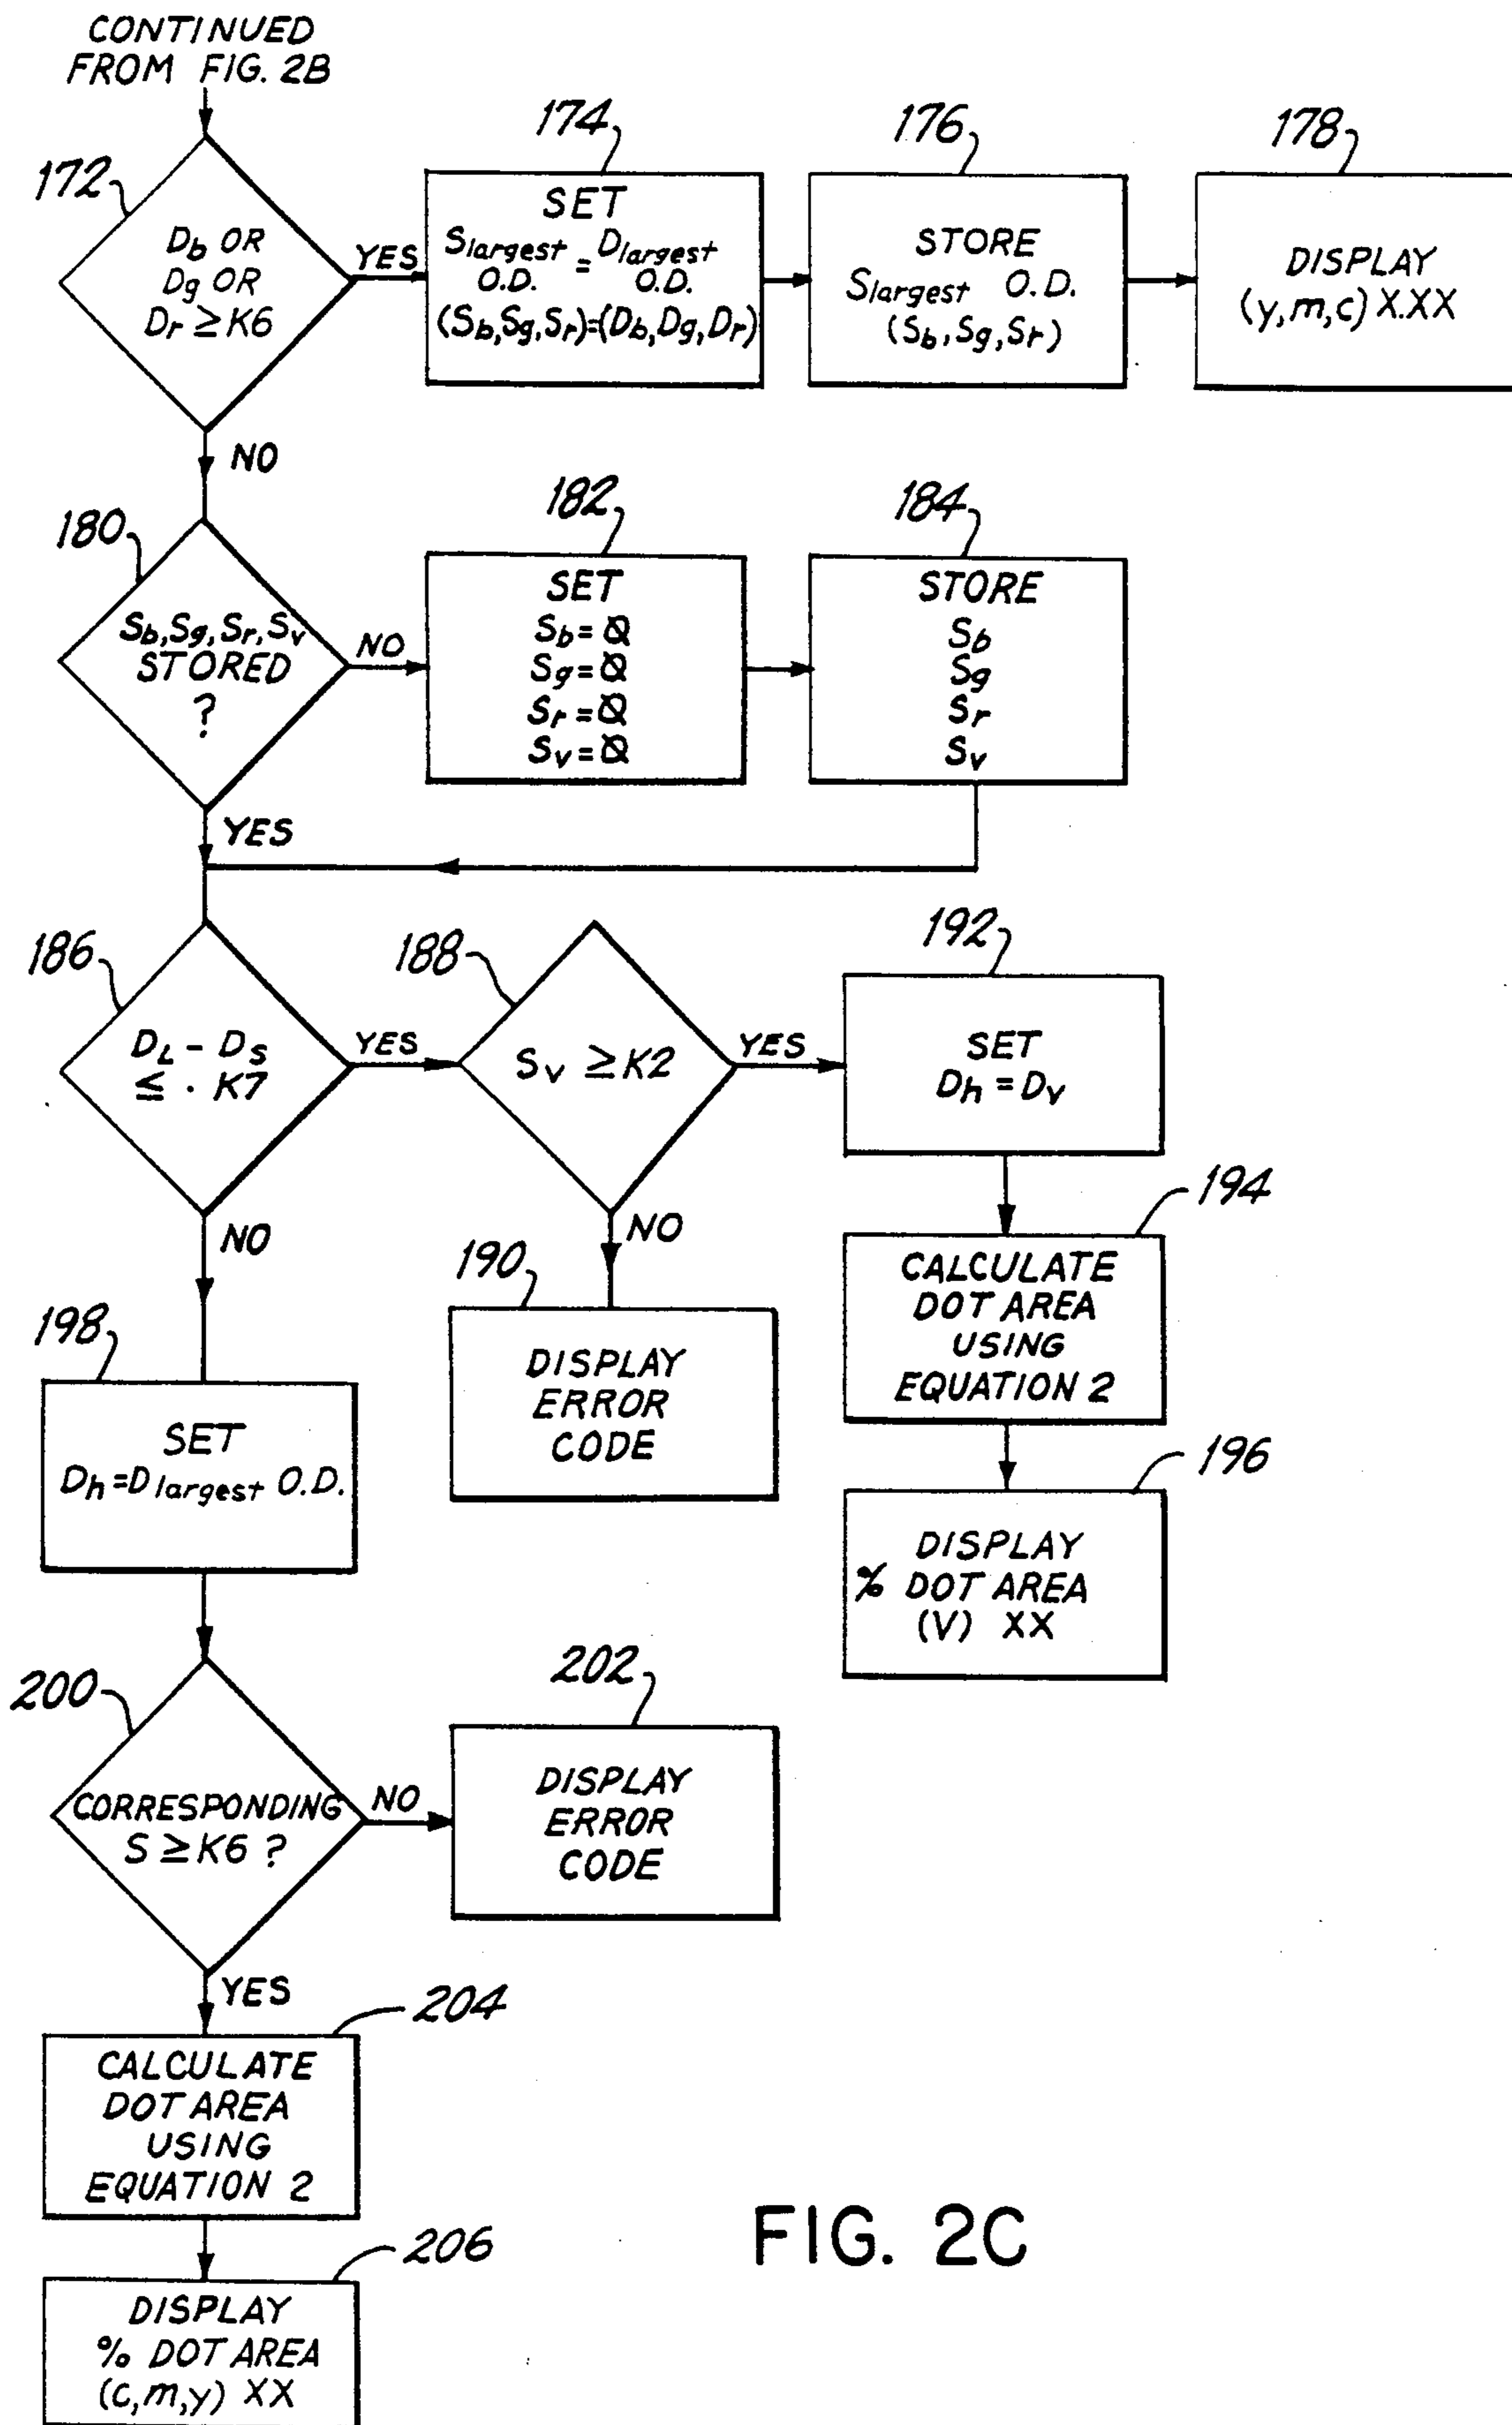 CONTINUED
FROM FIG. 2B
172
Db OR
Dg OR
Dr ≥ K6
YES
174
SET
Slargest = Dlargest
O.D. O.D.
(Sb,Sg,Sr)=(Db,Dg,Dr)
176
STORE
Slargest O.D.
(Sb,Sg,Sr)
178
DISPLAY
(y,m,c) X.XX
NO
180
Sb,Sg,Sr,Sv
STORED
?
NO
182
SET
Sb=Ø
Sg=Ø
Sr=Ø
Sv=Ø
184
STORE
Sb
Sg
Sr
Sv
YES
186
DL - DS
≤ · K7
YES
188
Sv ≥ K2
YES
192
SET
Dh = Dv
NO
190
DISPLAY
ERROR
CODE
194
CALCULATE
DOT AREA
USING
EQUATION 2
196
DISPLAY
% DOT AREA
(V) XX
NO
198
SET
Dh=Dlargest O.D.
200
CORRESPONDING
S ≥ K6 ?
NO
202
DISPLAY
ERROR
CODE
YES
204
CALCULATE
DOT AREA
USING
EQUATION 2
206
DISPLAY
% DOT AREA
(c,m,y) XX
FIG. 2C